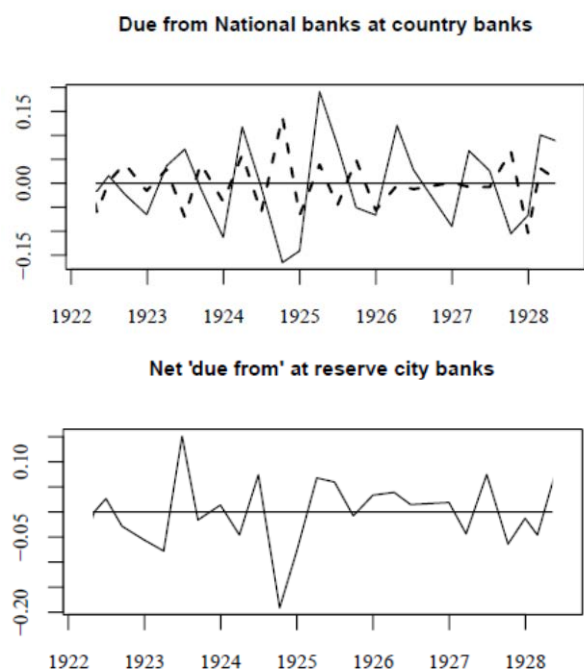 Due from National banks at country banks
0.15
0.00
−0.15
1922 1923 1924 1925 1926 1927 1928
Net 'due from' at reserve city banks
0.10
−0.05
−0.20
1922 1923 1924 1925 1926 1927 1928